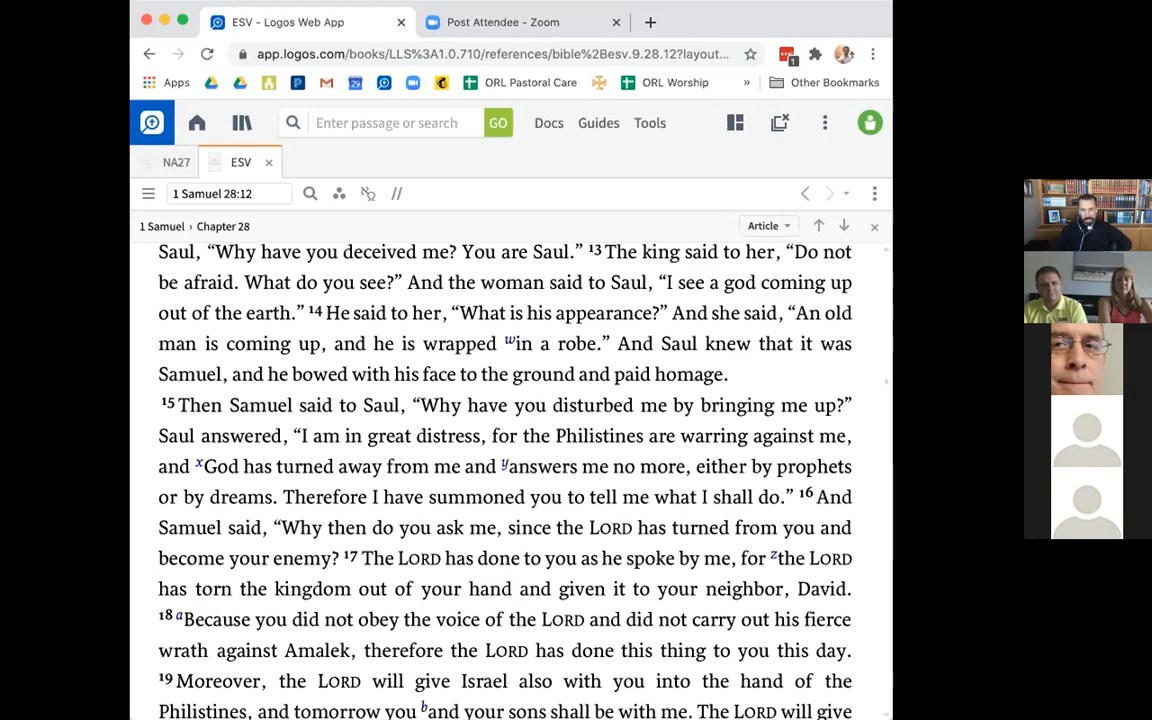 ESV - Logos Web App
Post Attendee - Zoom
app.logos.com/books/LLS%3A1.0.710/references/bible%2Besv.9.28.12?layout...
1
Apps
29
ORL Pastoral Care
ORL Worship
»
Other Bookmarks
Enter passage or search
GO
Docs
Guides
Tools
NA27
ESV
1 Samuel 28:12
1 Samuel › Chapter 28
Article
Saul, “Why have you deceived me? You are Saul.” 13 The king said to her, “Do not
be afraid. What do you see?” And the woman said to Saul, “I see a god coming up
out of the earth.” 14 He said to her, “What is his appearance?” And she said, “An old
man is coming up, and he is wrapped w in a robe.” And Saul knew that it was
Samuel, and he bowed with his face to the ground and paid homage.
15 Then Samuel said to Saul, “Why have you disturbed me by bringing me up?”
Saul answered, “I am in great distress, for the Philistines are warring against me,
and x God has turned away from me and y answers me no more, either by prophets
or by dreams. Therefore I have summoned you to tell me what I shall do.” 16 And
Samuel said, “Why then do you ask me, since the LORD has turned from you and
become your enemy? 17 The LORD has done to you as he spoke by me, for z the LORD
has torn the kingdom out of your hand and given it to your neighbor, David.
18 a Because you did not obey the voice of the LORD and did not carry out his fierce
wrath against Amalek, therefore the LORD has done this thing to you this day.
19 Moreover, the LORD will give Israel also with you into the hand of the
Philistines, and tomorrow you b and your sons shall be with me. The LORD will give